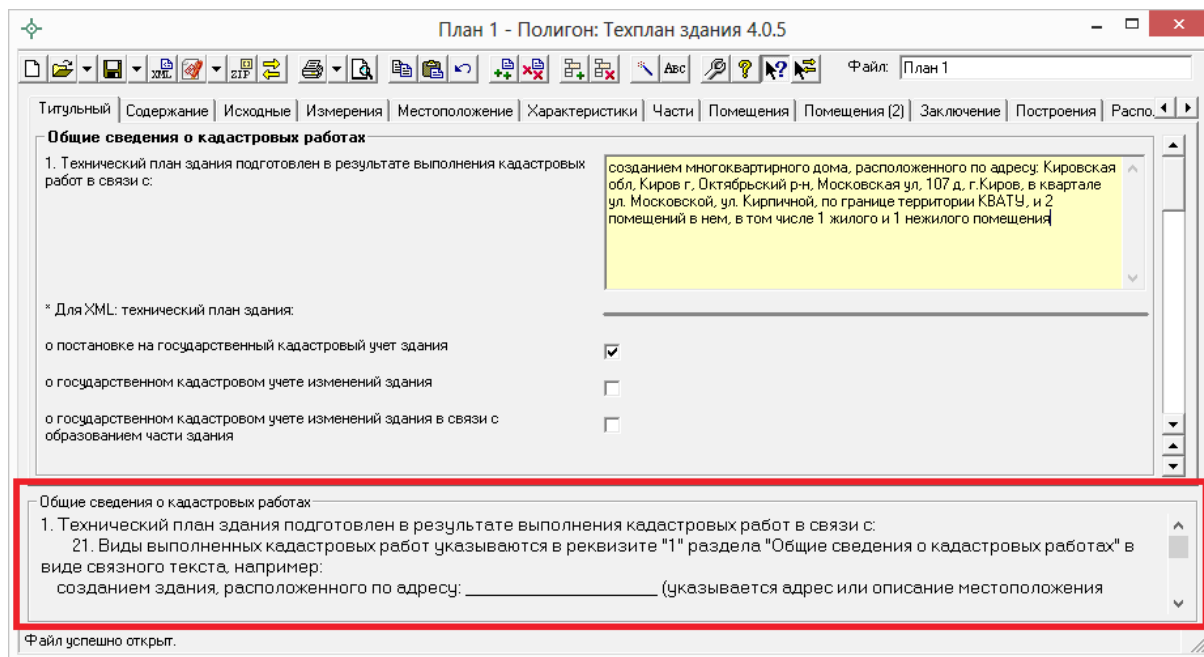 План 1 - Полигон: Техплан здания 4.0.5
XML
ZIP
ABC
Файл: План 1
Титульный Содержание Исходные Измерения Местоположение Характеристики Части Помещения Помещения (2) Заключение Построения Распо.
Общие сведения о кадастровых работах
1. Технический план здания подготовлен в результате выполнения кадастровых
работ в связи с:
созданием многоквартирного дома, расположенного по адресу: Кировская
обл, Киров г, Октябрьский р-н, Московская ул, 107 д, г.Киров, в квартале
ул. Московской, ул. Кирпичной, по границе территории КВАТУ, и 2
помещений в нем, в том числе 1 жилого и 1 нежилого помещения
* Для XML: технический план здания:
о постановке на государственный кадастровый учет здания
о государственном кадастровом учете изменений здания
о государственном кадастровом учете изменений здания в связи с
образованием части здания
Общие сведения о кадастровых работах
1. Технический план здания подготовлен в результате выполнения кадастровых работ в связи с:
21. Виды выполненных кадастровых работ указываются в реквизите "1" раздела "Общие сведения о кадастровых работах" в
виде связного текста, например:
созданием здания, расположенного по адресу: ______________________ (указывается адрес или описание местоположения
Файл успешно открыт.